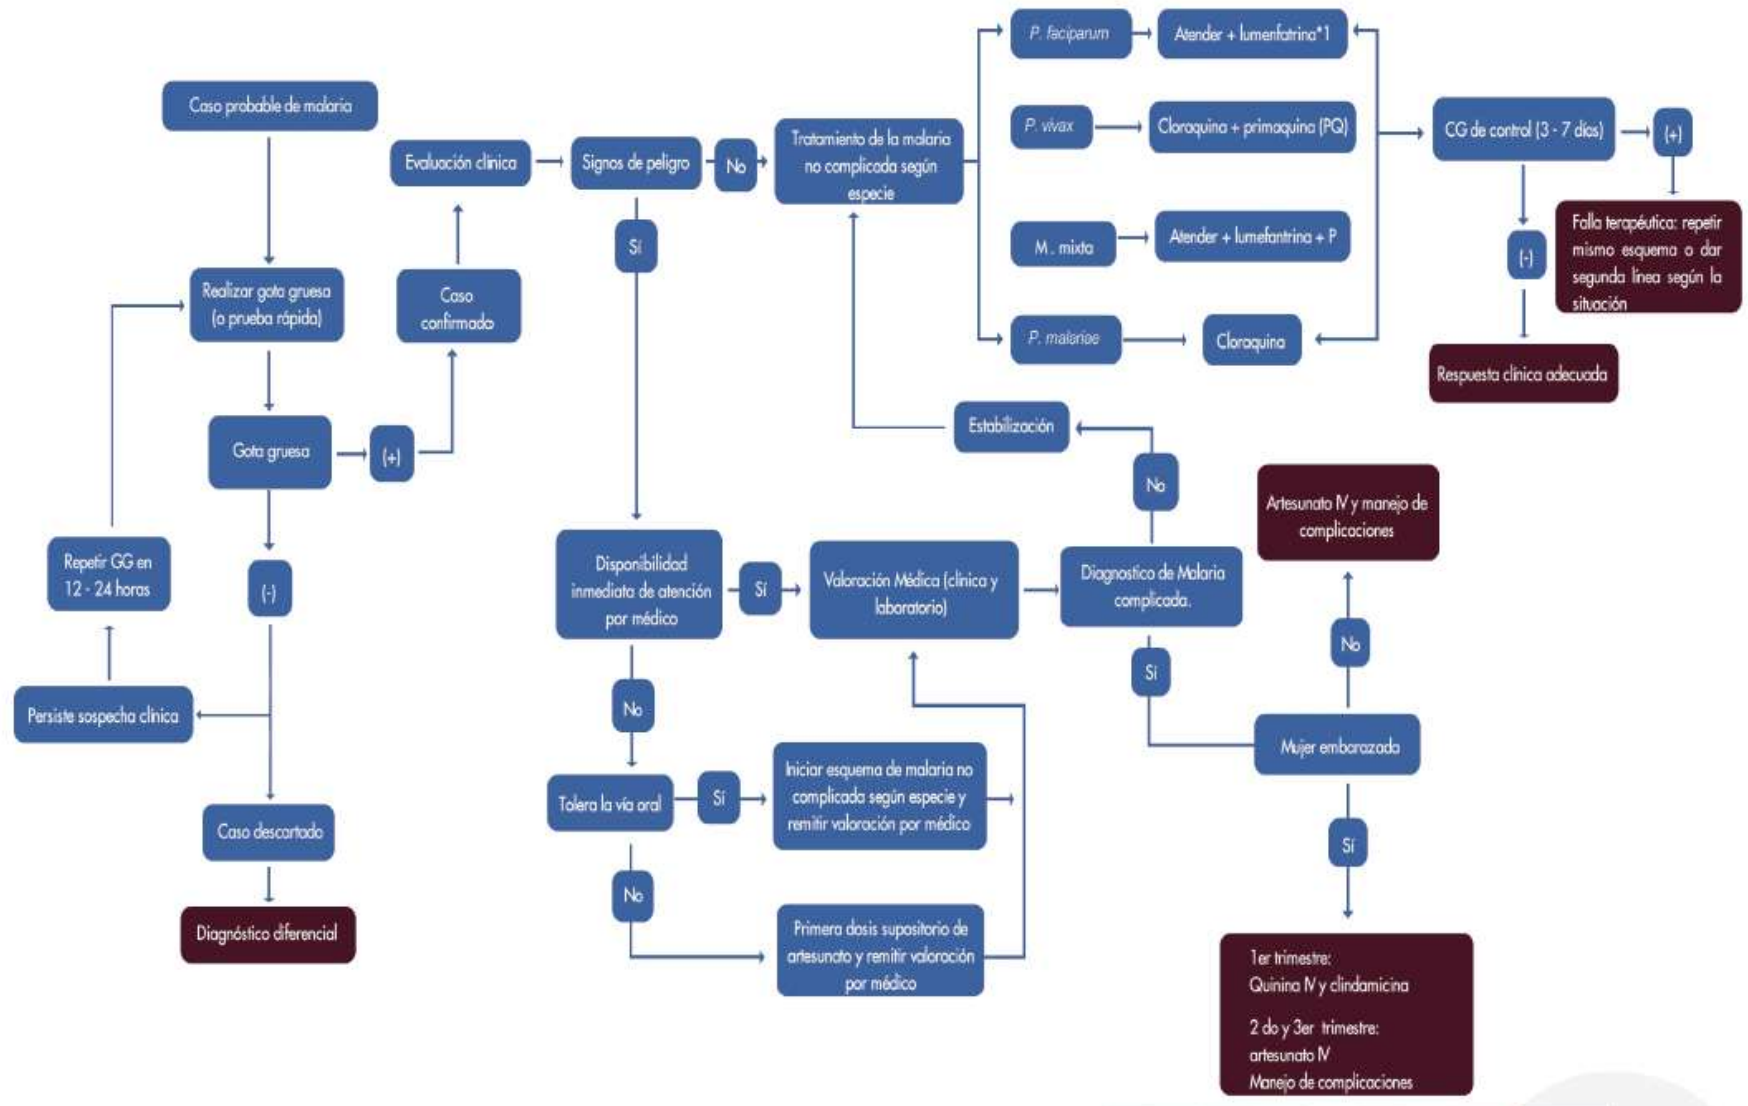 Caso probable de malaria
Realizar gota gruesa
(o prueba rápida)
Gota gruesa
(+)
Caso
confirmado
Evaluación clínica
(-)
Persiste sospecha clínica
Repetir GG en
12 - 24 horas
Caso descartado
Diagnóstico diferencial
Signos de peligro
No
Tratamiento de la malaria
no complicada según
especie
P. faciparum
Atender + lumenfatrina*1
P. vivax
Cloraquina + primaquina (PQ)
M. mixta
Atender + lumefantrina + P
P. malariae
Cloraquina
CG de control (3 - 7 días)
(+)
Falla terapéutica: repetir
mismo esquema o dar
segunda línea según la
situación
(-)
Respuesta clínica adecuada
Sí
Disponibilidad
inmediata de atención
por médico
Sí
Valoración Médica (clínica y
laboratorio)
Diagnostico de Malaria
complicada.
No
Estabilización
No
Tolera la vía oral
Sí
Iniciar esquema de malaria no
complicada según especie y
remitir valoración por médico
No
Primera dosis supositorio de
artesunato y remitir valoración
por médico
Sí
Mujer embarazada
No
Artesunato IV y manejo de
complicaciones
Sí
1er trimestre:
Quinina IV y clindamicina
2 do y 3er trimestre:
artesunato IV
Manejo de complicaciones